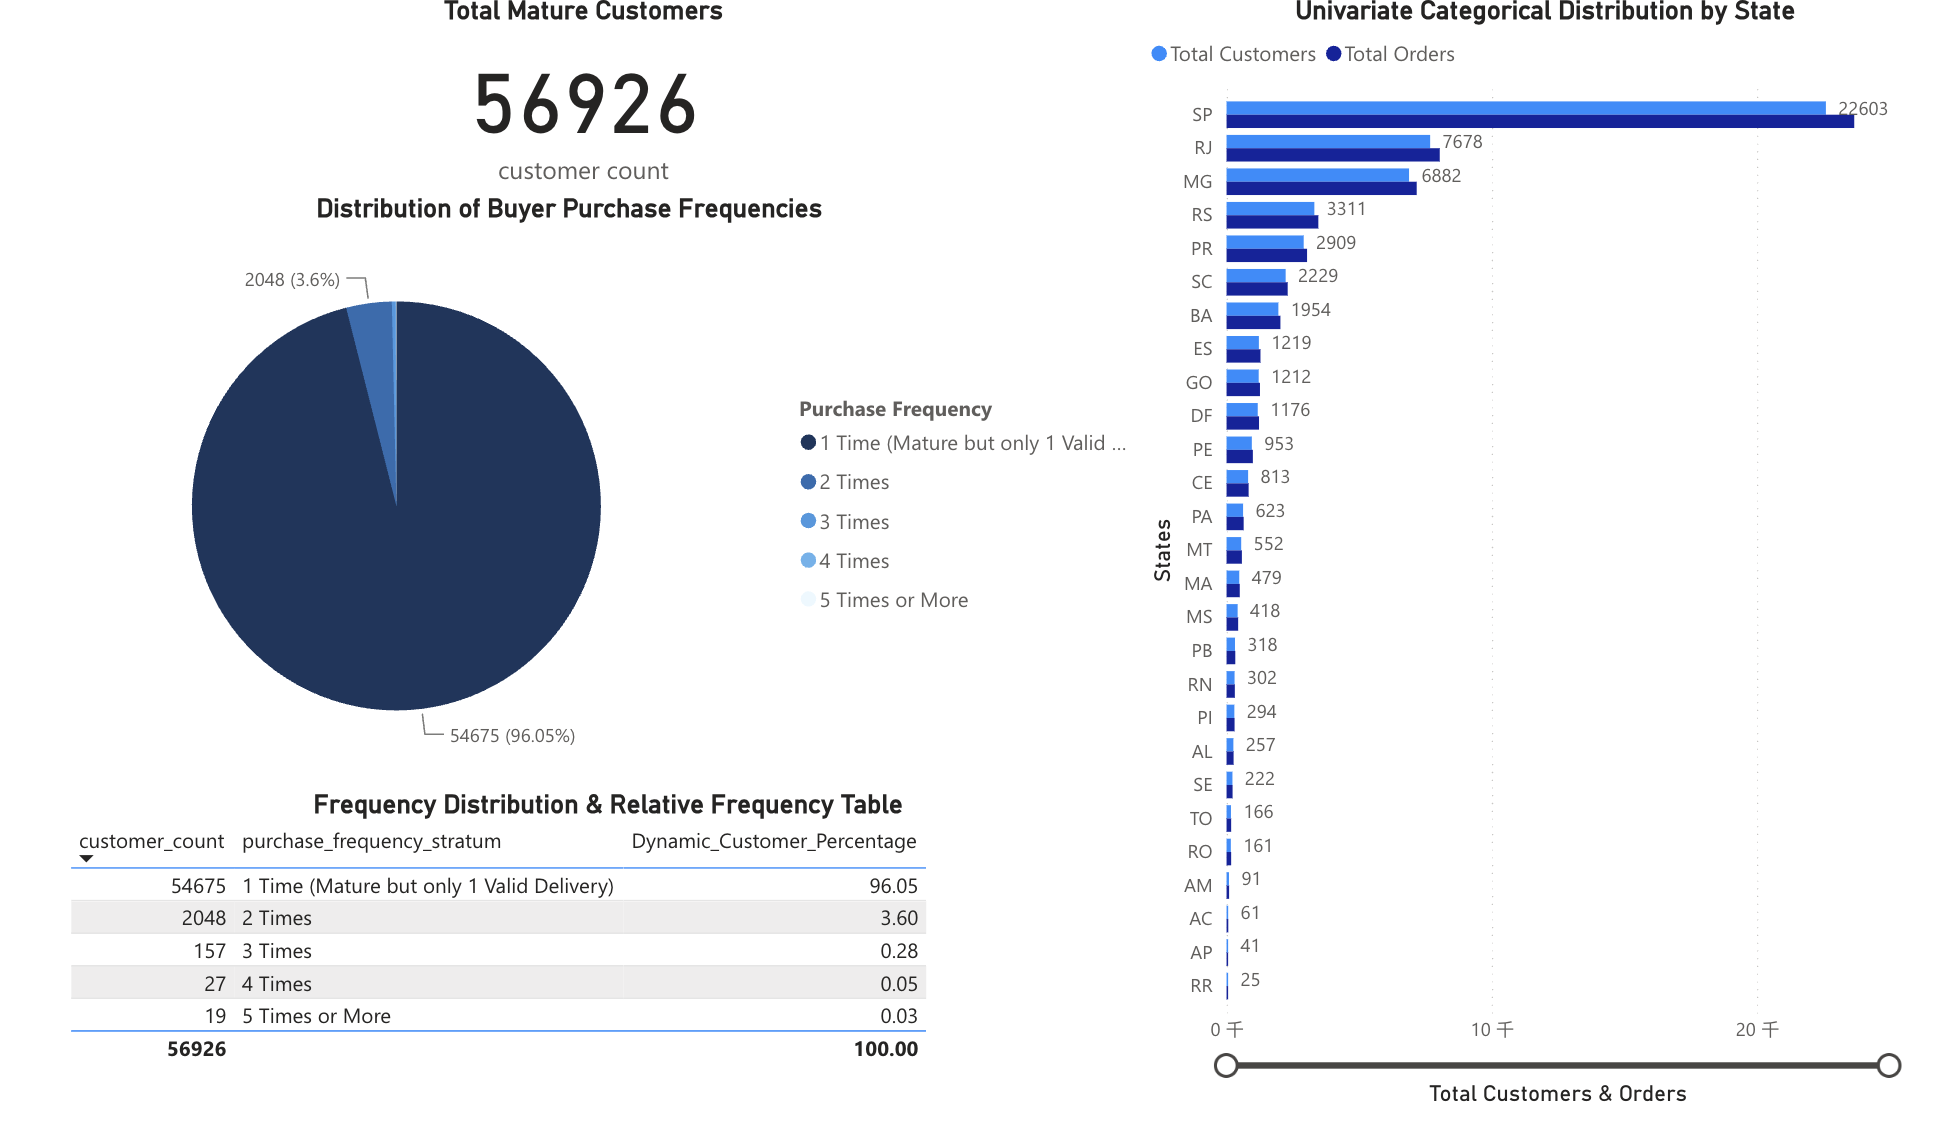 Total Mature Customers
56926
customer count
Distribution of Buyer Purchase Frequencies
2048 (3.6%)
54675 (96.05%)
Purchase Frequency
1 Time (Mature but only 1 Valid ...
2 Times
3 Times
4 Times
5 Times or More
Frequency Distribution & Relative Frequency Table
customer_count purchase_frequency_stratum Dynamic_Customer_Percentage
54675 1 Time (Mature but only 1 Valid Delivery) 96.05
2048 2 Times 3.60
157 3 Times 0.28
27 4 Times 0.05
19 5 Times or More 0.03
56926 100.00
Univariate Categorical Distribution by State
Total Customers Total Orders
SP 22603
RJ 7678
MG 6882
RS 3311
PR 2909
SC 2229
BA 1954
ES 1219
GO 1212
DF 1176
PE 953
CE 813
PA 623
MT 552
MA 479
MS 418
PB 318
RN 302
PI 294
AL 257
SE 222
TO 166
RO 161
AM 91
AC 61
AP 41
RR 25
States
0 千 10 千 20 千
Total Customers & Orders